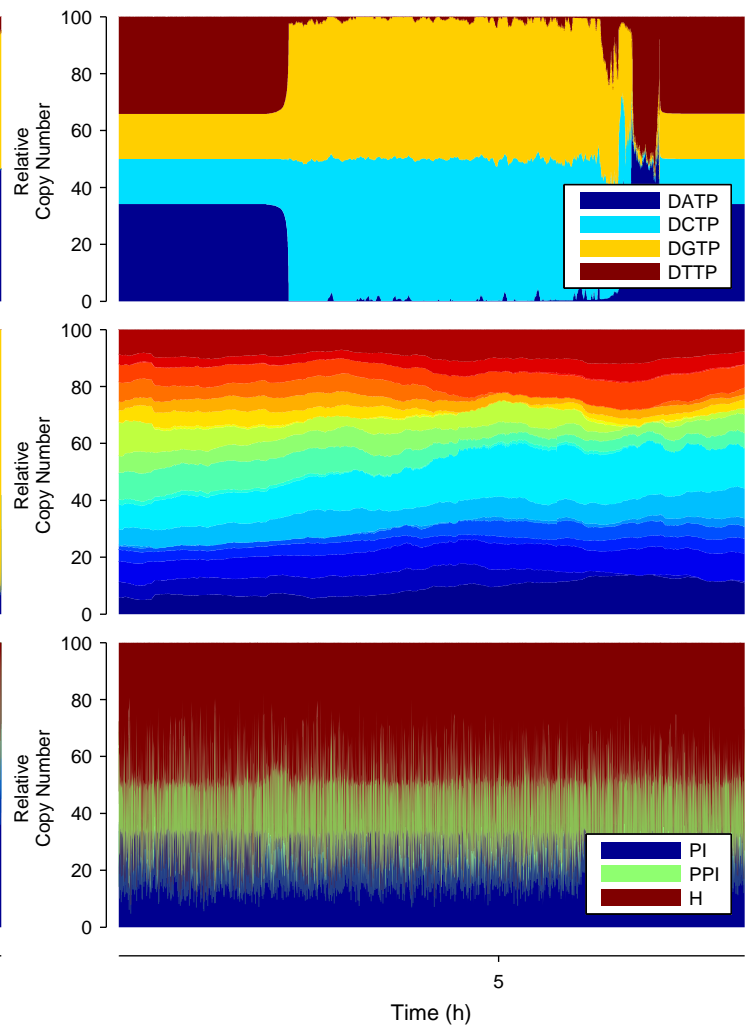 100
80
60
40
20
0
Relative
Copy Number
DATP
DCTP
DGTP
DTTP
100
80
60
40
20
0
Relative
Copy Number
100
80
60
40
20
0
Relative
Copy Number
PI
PPI
H
5
Time (h)